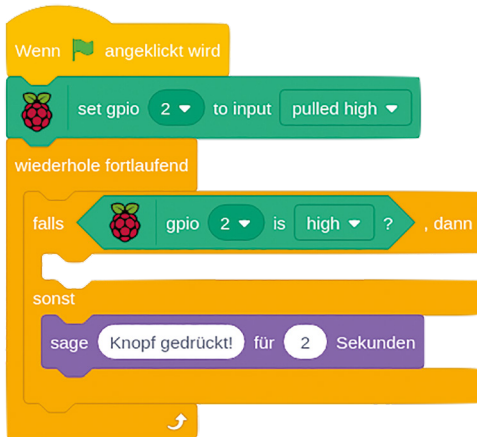 Wenn angeklickt wird
set gpio 2 to input pulled high
wiederhole fortlaufend
falls gpio 2 is high ? , dann
sonst
sage Knopf gedrückt! für 2 Sekunden